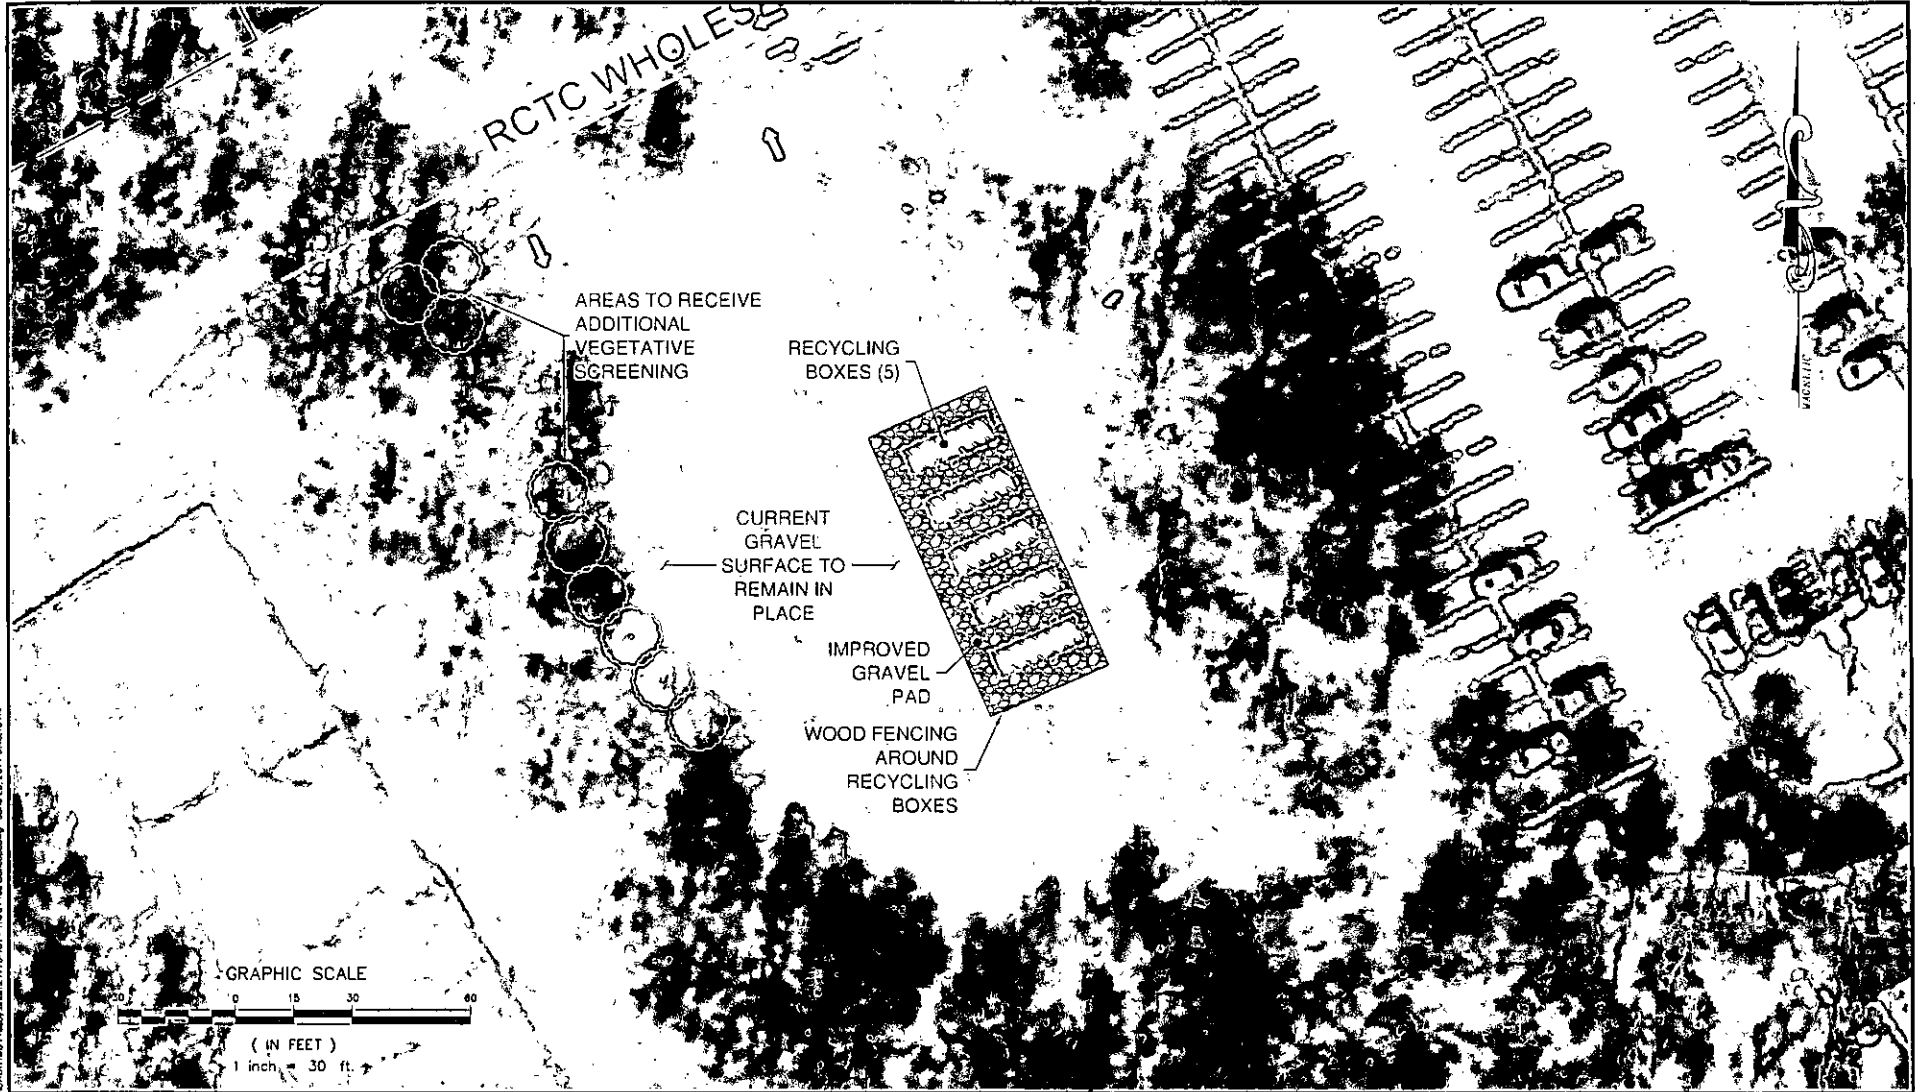 RCTC WHOLES
AREAS TO RECEIVE
ADDITIONAL
VEGETATIVE
SCREENING
RECYCLING
BOXES (5)
CURRENT
GRAVEL
SURFACE TO
REMAIN IN
PLACE
IMPROVED
GRAVEL
PAD
WOOD FENCING
AROUND
RECYCLING
BOXES
MAGNETIC
GRAPHIC SCALE
30 0 15 30 60
( IN FEET )
1 inch = 30 ft.